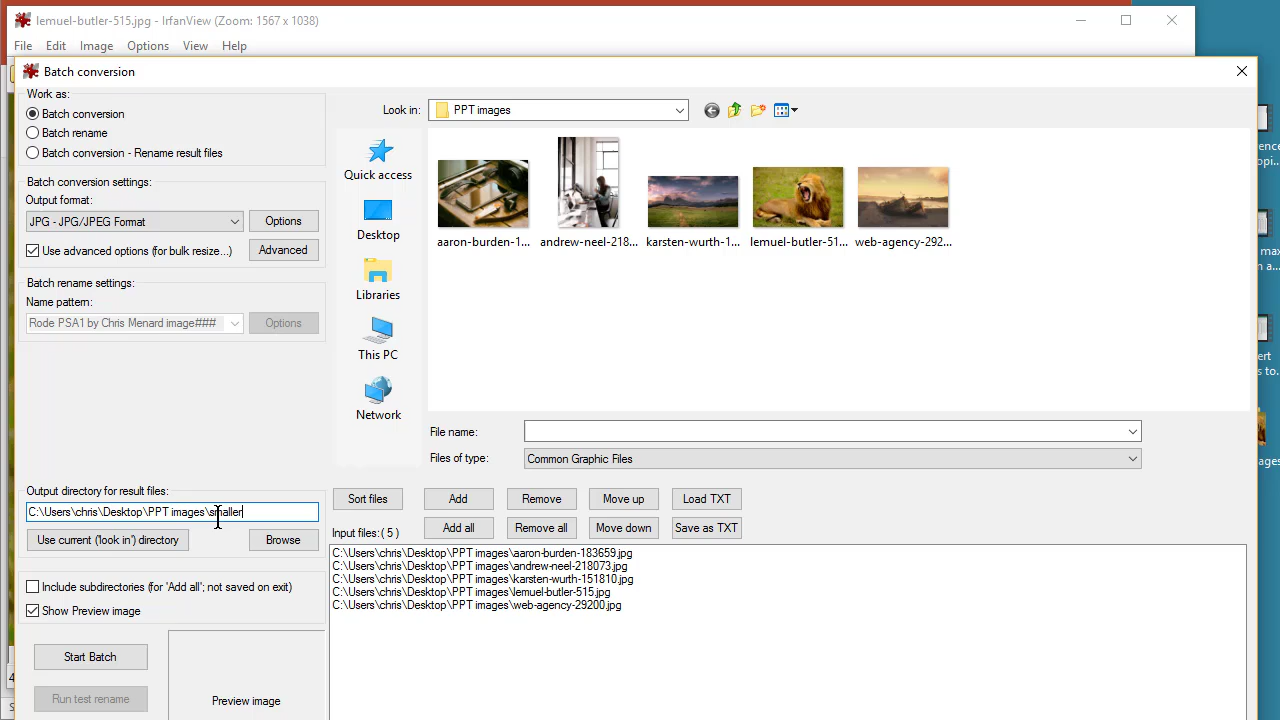 lemuel-butler-515.jpg - IrfanView (Zoom: 1567 x 1038)
File Edit Image Options View Help
Batch conversion
Work as:
Batch conversion
Batch rename
Batch conversion - Rename result files
Batch conversion settings:
Output format:
JPG - JPG/JPEG Format
Options
Use advanced options (for bulk resize...)
Advanced
Batch rename settings:
Name pattern:
Rode PSA1 by Chris Menard image###
Options
Output directory for result files:
C:\Users\chris\Desktop\PPT images\smaller
Use current ('look in') directory
Browse
Include subdirectories (for 'Add all'; not saved on exit)
Show Preview image
Start Batch
Run test rename
Preview image
Look in:
PPT images
Quick access
Desktop
Libraries
This PC
Network
aaron-burden-1...
andrew-neel-218...
karsten-wurth-1...
lemuel-butler-51...
web-agency-292...
File name:
Files of type:
Common Graphic Files
Sort files
Add
Remove
Move up
Load TXT
Input files: ( 5 )
Add all
Remove all
Move down
Save as TXT
C:\Users\chris\Desktop\PPT images\aaron-burden-183659.jpg
C:\Users\chris\Desktop\PPT images\andrew-neel-218073.jpg
C:\Users\chris\Desktop\PPT images\karsten-wurth-151810.jpg
C:\Users\chris\Desktop\PPT images\lemuel-butler-515.jpg
C:\Users\chris\Desktop\PPT images\web-agency-29200.jpg